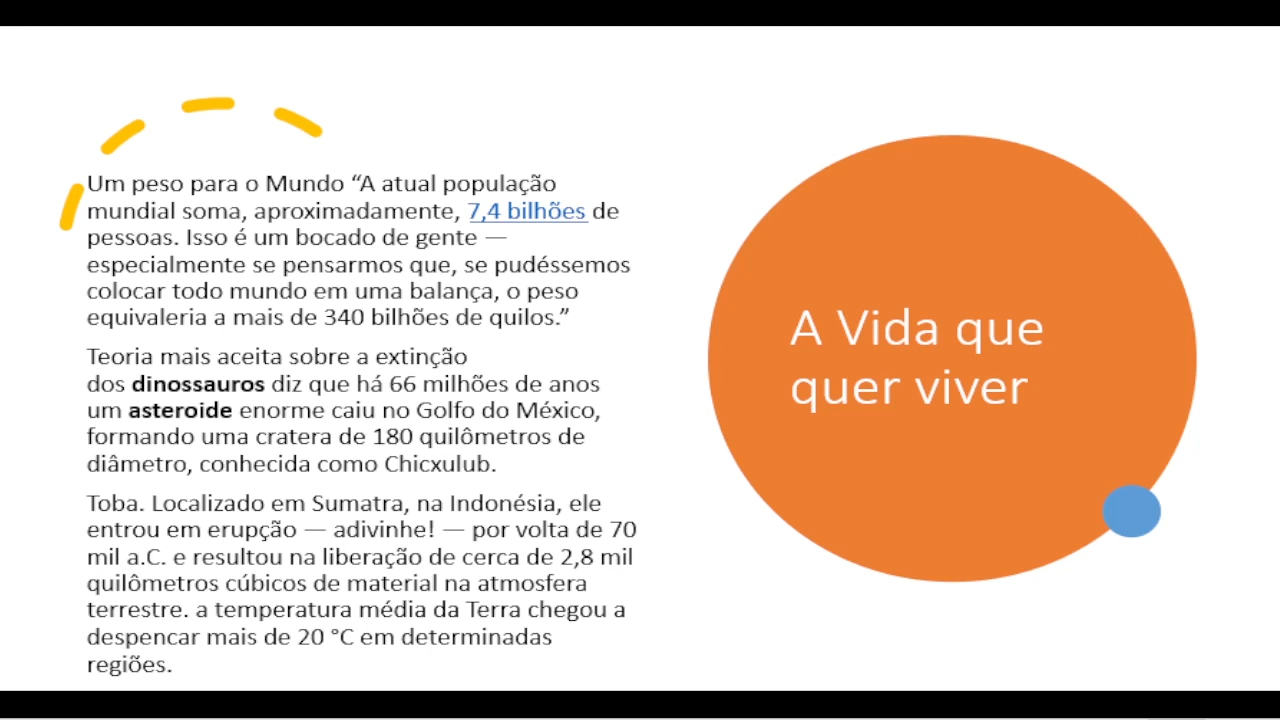 Um peso para o Mundo “A atual população
mundial soma, aproximadamente, 7,4 bilhões de
pessoas. Isso é um bocado de gente —
especialmente se pensarmos que, se pudéssemos
colocar todo mundo em uma balança, o peso
equivaleria a mais de 340 bilhões de quilos.”
Teoria mais aceita sobre a extinção
dos dinossauros diz que há 66 milhões de anos
um asteroide enorme caiu no Golfo do México,
formando uma cratera de 180 quilômetros de
diâmetro, conhecida como Chicxulub.
Toba. Localizado em Sumatra, na Indonésia, ele
entrou em erupção — adivinhe! — por volta de 70
mil a.C. e resultou na liberação de cerca de 2,8 mil
quilômetros cúbicos de material na atmosfera
terrestre. a temperatura média da Terra chegou a
despencar mais de 20 °C em determinadas
regiões.
A Vida que
quer viver